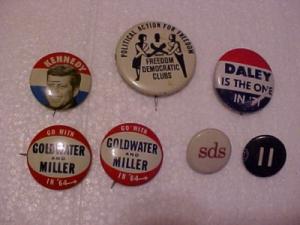 KENNEDY
POLITICAL ACTION FOR FREEDOM
FREEDOM
DEMOCRATIC
CLUBS
DALEY
IS THE ONE
IN '71
GO WITH
GOLDWATER
AND
MILLER
IN '64
GO WITH
GOLDWATER
AND
MILLER
IN '64
sds
II